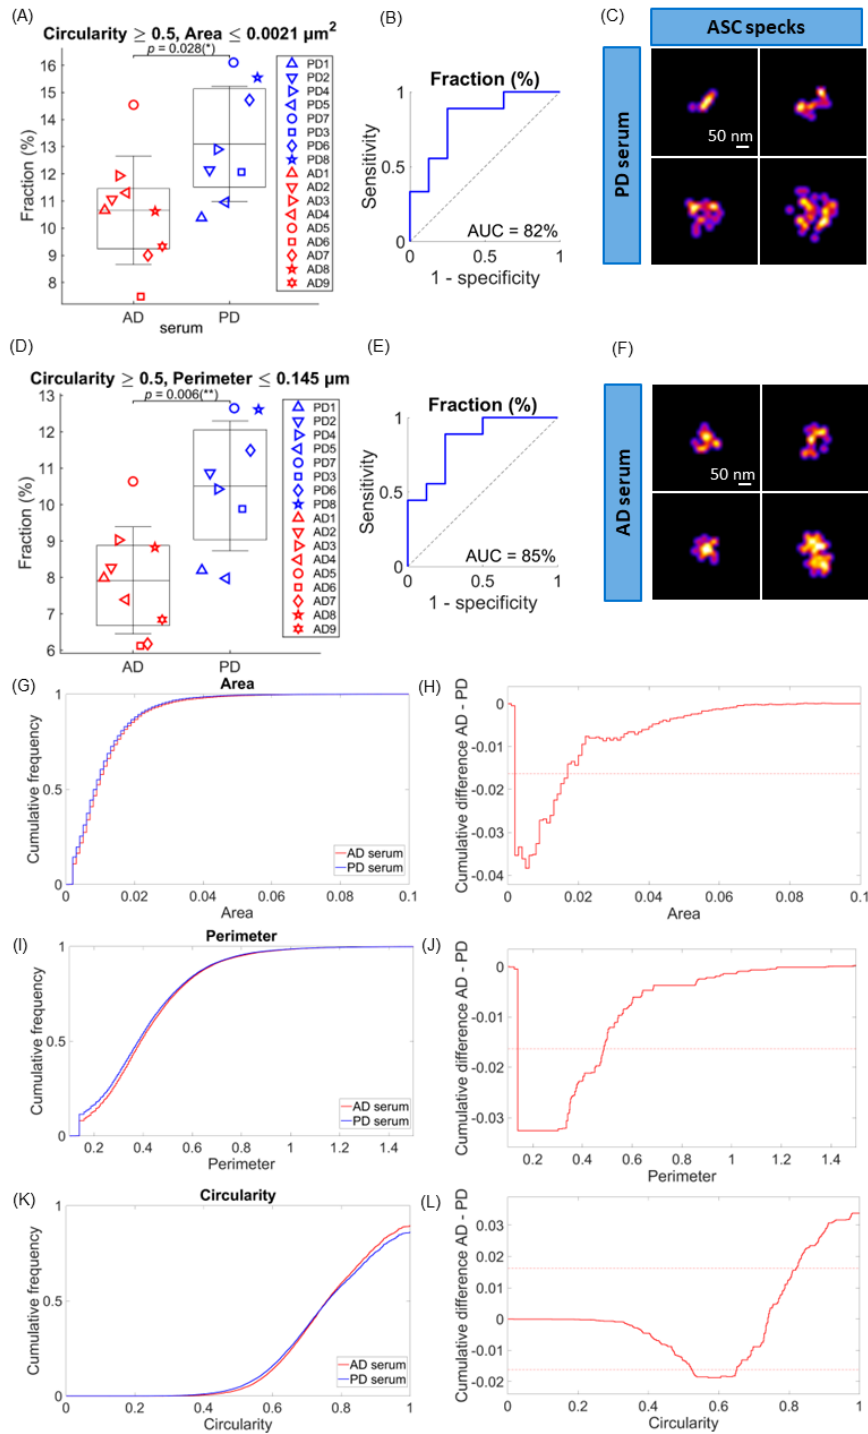 (A)
Circularity ≥ 0.5, Area ≤ 0.0021 µm²
p = 0.028(*)
Fraction (%)
16
15
14
13
12
11
10
9
8
AD
PD
serum
PD1
PD2
PD4
PD5
PD7
PD3
PD6
PD8
AD1
AD2
AD3
AD4
AD5
AD6
AD7
AD8
AD9
(B)
Fraction (%)
Sensitivity
1
0.5
0
AUC = 82%
0
0.5
1
1 - specificity
(C)
ASC specks
PD serum
50 nm
(D)
Circularity ≥ 0.5, Perimeter ≤ 0.145 µm
p = 0.006(**)
Fraction (%)
13
12
11
10
9
8
7
6
AD
PD
PD1
PD2
PD4
PD5
PD7
PD3
PD6
PD8
AD1
AD2
AD3
AD4
AD5
AD6
AD7
AD8
AD9
(E)
Fraction (%)
Sensitivity
1
0.5
0
AUC = 85%
0
0.5
1
1 - specificity
(F)
AD serum
50 nm
(G)
Area
Cumulative frequency
1
0.5
0
AD serum
PD serum
0
0.02
0.04
0.06
0.08
0.1
Area
(H)
Cumulative difference AD - PD
0
-0.01
-0.02
-0.03
-0.04
0
0.02
0.04
0.06
0.08
0.1
Area
(I)
Perimeter
Cumulative frequency
1
0.5
0
AD serum
PD serum
0.2
0.4
0.6
0.8
1
1.2
1.4
Perimeter
(J)
Cumulative difference AD - PD
0
-0.01
-0.02
-0.03
0.2
0.4
0.6
0.8
1
1.2
1.4
Perimeter
(K)
Circularity
Cumulative frequency
1
0.5
0
AD serum
PD serum
0
0.2
0.4
0.6
0.8
1
Circularity
(L)
Cumulative difference AD - PD
0.03
0.02
0.01
0
-0.01
-0.02
0
0.2
0.4
0.6
0.8
1
Circularity